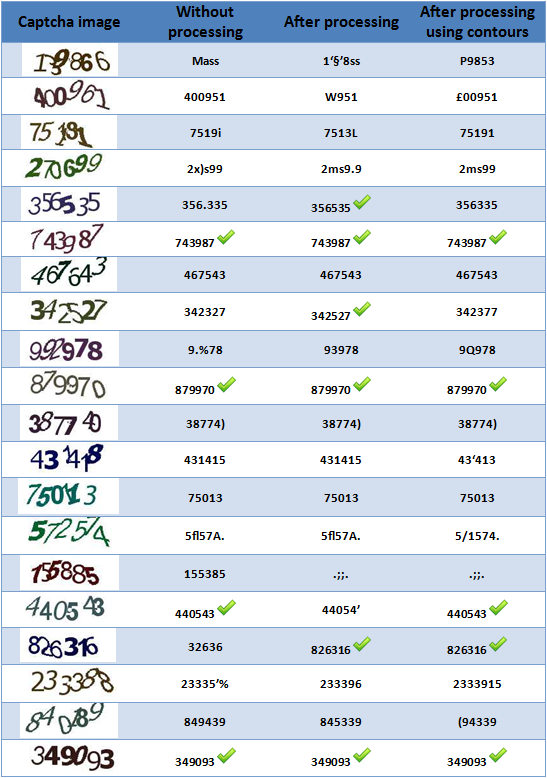 Captcha image Without processing After processing After processing using contours
139866 Mass 1‘§’8ss P9853
400961 400951 W951 £00951
7519i 7513L 75191
270699 2x)s99 2ms9.9 2ms99
356535 356.335 356535 356335
743987 743987 743987 743987
467643 467543 467543 467543
342527 342327 342527 342377
992978 9.%78 93978 9Q978
879970 879970 879970 879970
387740 38774) 38774) 38774)
431418 431415 431415 43‘413
75013 75013 75013
572574 5fl57A. 5fl57A. 5/1574.
155885 155385 .;;. .;;.
440543 440543 44054’ 440543
826316 32636 826316 826316
233388 23335’% 233396 2333915
849439 845339 (94339
349093 349093 349093 349093